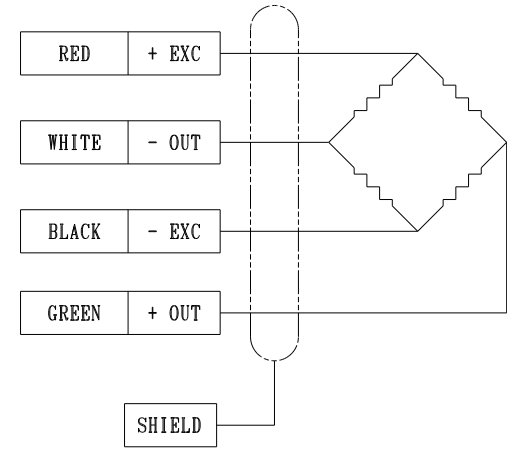 RED + EXC
WHITE - OUT
BLACK - EXC
GREEN + OUT
SHIELD